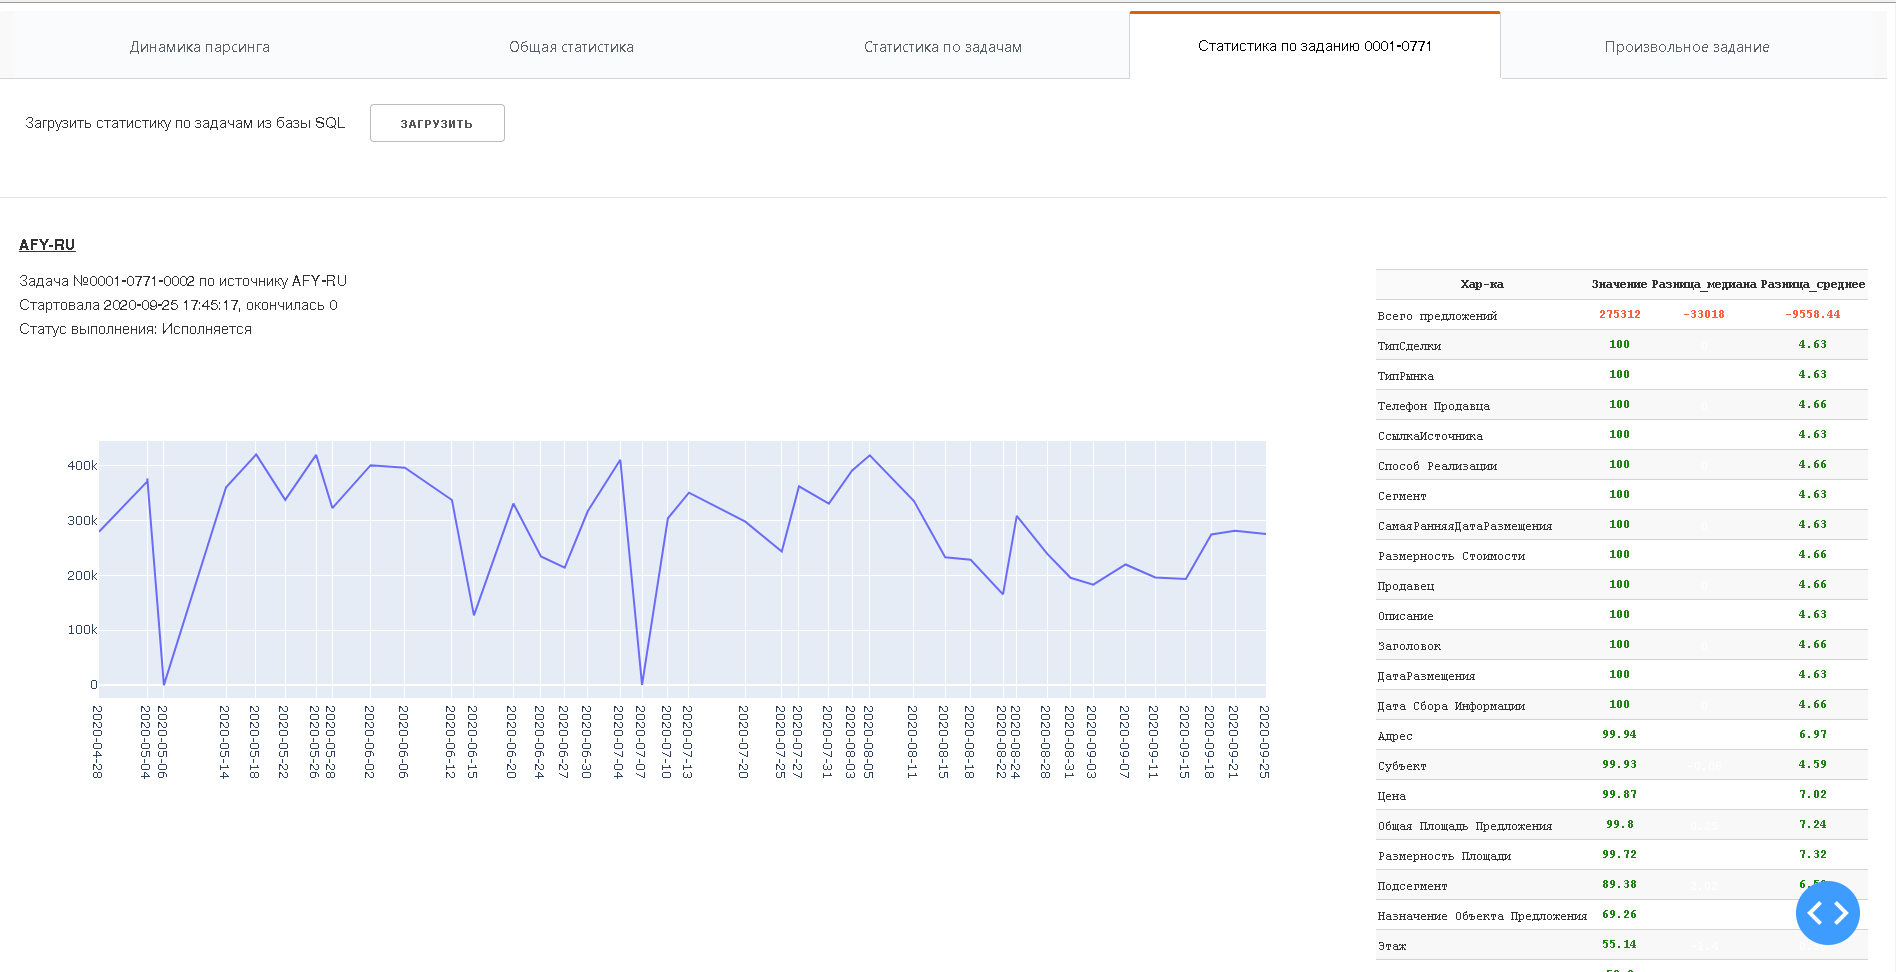 Динамика парсинга Общая статистика Статистика по задачам Статистика по заданию 0001-0771 Произвольное задание
Загрузить статистику по задачам из базы SQL ЗАГРУЗИТЬ
AFY-RU
Задача №0001-0771-0002 по источнику AFY-RU
Стартовала 2020-09-25 17:45:17, окончилась 0
Статус выполнения: Исполняется
400k
300k
200k
100k
0
2020-04-28
2020-05-04
2020-05-06
2020-05-14
2020-05-18
2020-05-22
2020-05-26
2020-05-28
2020-06-02
2020-06-06
2020-06-12
2020-06-15
2020-06-20
2020-06-24
2020-06-27
2020-06-30
2020-07-04
2020-07-07
2020-07-10
2020-07-13
2020-07-20
2020-07-25
2020-07-27
2020-07-31
2020-08-03
2020-08-05
2020-08-11
2020-08-15
2020-08-18
2020-08-22
2020-08-24
2020-08-28
2020-08-31
2020-09-03
2020-09-07
2020-09-11
2020-09-15
2020-09-18
2020-09-21
2020-09-25
Хар-ка Значение Разница_медиана Разница_среднее
Всего предложений 275312 -33018 -9558.44
ТипСделки 100 4.63
ТипРынка 100 4.63
Телефон Продавца 100 4.66
СсылкаИсточника 100 4.63
Способ Реализации 100 4.66
Сегмент 100 4.63
СамаяРанняяДатаРазмещения 100 4.63
Размерность Стоимости 100 4.66
Продавец 100 4.66
Описание 100 4.63
Заголовок 100 4.66
ДатаРазмещения 100 4.63
Дата Сбора Информации 100 4.66
Адрес 99.94 6.97
Субъект 99.93 4.59
Цена 99.87 7.02
Общая Площадь Предложения 99.8 7.24
Размерность Площади 99.72 7.32
Подсегмент 89.38
Назначение Объекта Предложения 69.26
Этаж 55.14